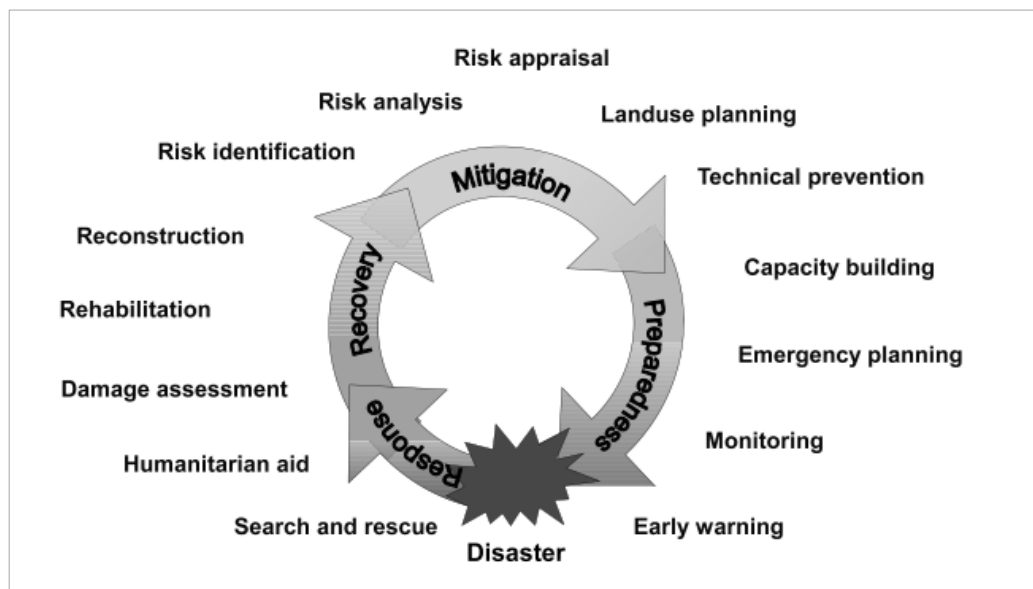 Risk appraisal
Risk analysis
Landuse planning
Risk identification
Technical prevention
Mitigation
Reconstruction
Capacity building
Recovery
Rehabilitation
Preparedness
Emergency planning
Damage assessment
Response
Monitoring
Humanitarian aid
Search and rescue
Early warning
Disaster